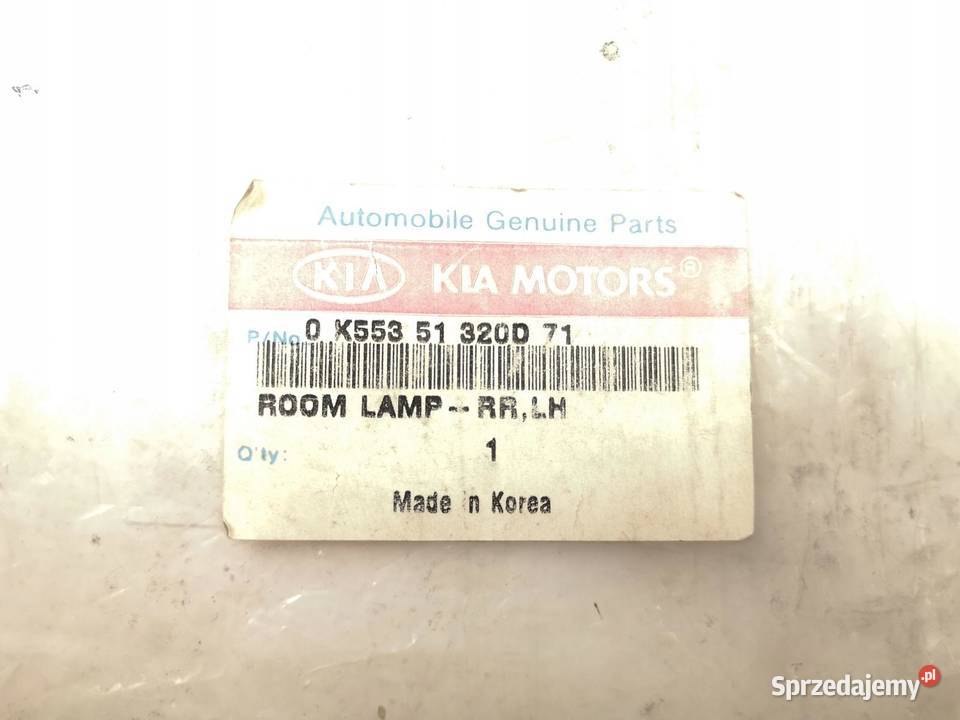 Automobile Genuine Parts
KIA KIA MOTORS®
P/No 0 K553 51 320D 71
ROOM LAMP-RR,LH
Q'ty: 1
Made in Korea
Sprzedajemy.pl